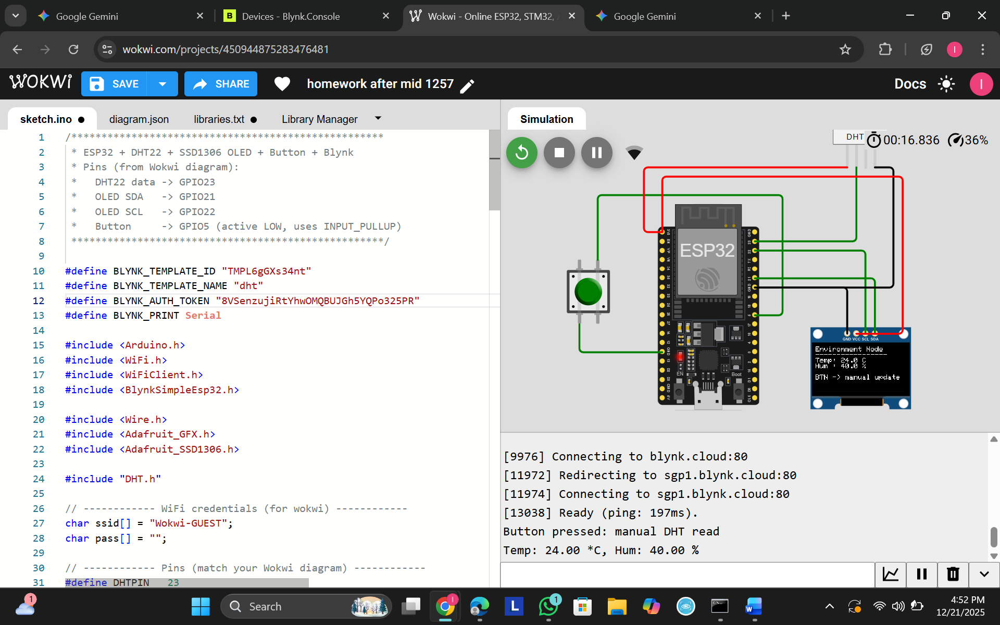 Google Gemini
Devices - Blynk.Console
Wokwi - Online ESP32, STM32,
Google Gemini
wokwi.com/projects/450944875283476481
I
WOKWi
SAVE
SHARE
homework after mid 1257
Docs
I
sketch.ino
diagram.json
libraries.txt
Library Manager
Simulation
1 /****************************************************
2 * ESP32 + DHT22 + SSD1306 OLED + Button + Blynk
3 * Pins (from Wokwi diagram):
4 *   DHT22 data -> GPIO23
5 *   OLED SDA   -> GPIO21
6 *   OLED SCL   -> GPIO22
7 *   Button     -> GPIO5 (active LOW, uses INPUT_PULLUP)
8 ****************************************************/
9
10 #define BLYNK_TEMPLATE_ID "TMPL6gGXs34nt"
11 #define BLYNK_TEMPLATE_NAME "dht"
12 #define BLYNK_AUTH_TOKEN "8VSenzujiRtYhwOMQBUJGh5YQPo325PR"
13 #define BLYNK_PRINT Serial
14
15 #include <Arduino.h>
16 #include <WiFi.h>
17 #include <WiFiClient.h>
18 #include <BlynkSimpleEsp32.h>
19
20 #include <Wire.h>
21 #include <Adafruit_GFX.h>
22 #include <Adafruit_SSD1306.h>
23
24 #include "DHT.h"
25
26 // ------------ WiFi credentials (for wokwi) ------------
27 char ssid[] = "Wokwi-GUEST";
28 char pass[] = "";
29
30 // ------------ Pins (match your Wokwi diagram) ------------
31 #define DHTPIN   23
DHT
00:16.836
36%
ESP32
EN
Boot
GND VCC SCL SDA
Environment Node
Temp: 24.0 C
Hum : 40.0 %
BTN -> manual update
[9976] Connecting to blynk.cloud:80
[11972] Redirecting to sgp1.blynk.cloud:80
[11974] Connecting to sgp1.blynk.cloud:80
[13038] Ready (ping: 197ms).
Button pressed: manual DHT read
Temp: 24.00 *C, Hum: 40.00 %
1
Search
L
1
4:52 PM
12/21/2025